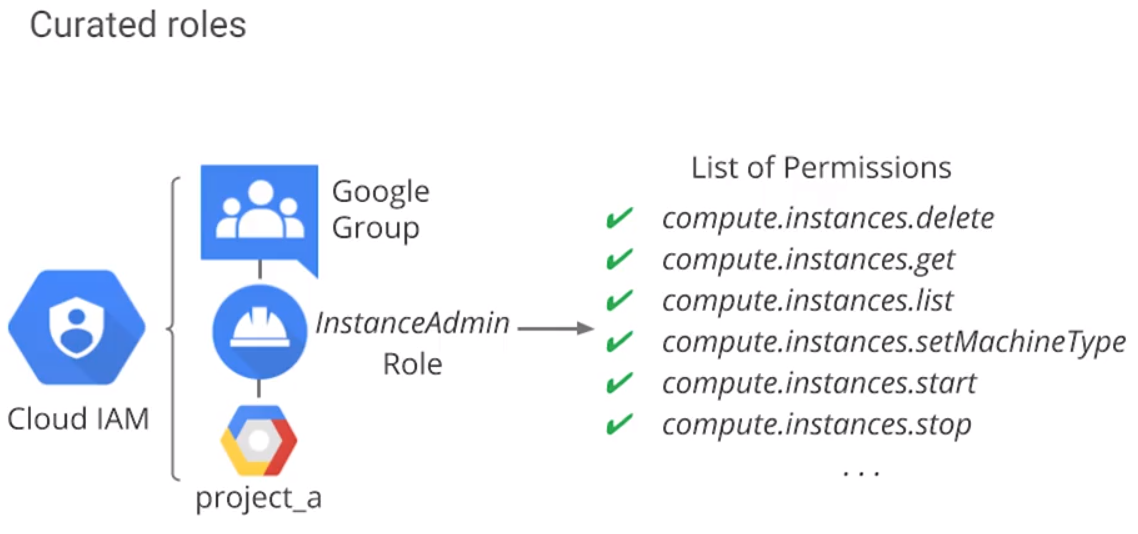 Curated roles
Google
Group
InstanceAdmin
Role
Cloud IAM
project_a
List of Permissions
✔ compute.instances.delete
✔ compute.instances.get
✔ compute.instances.list
✔ compute.instances.setMachineType
✔ compute.instances.start
✔ compute.instances.stop
. . .